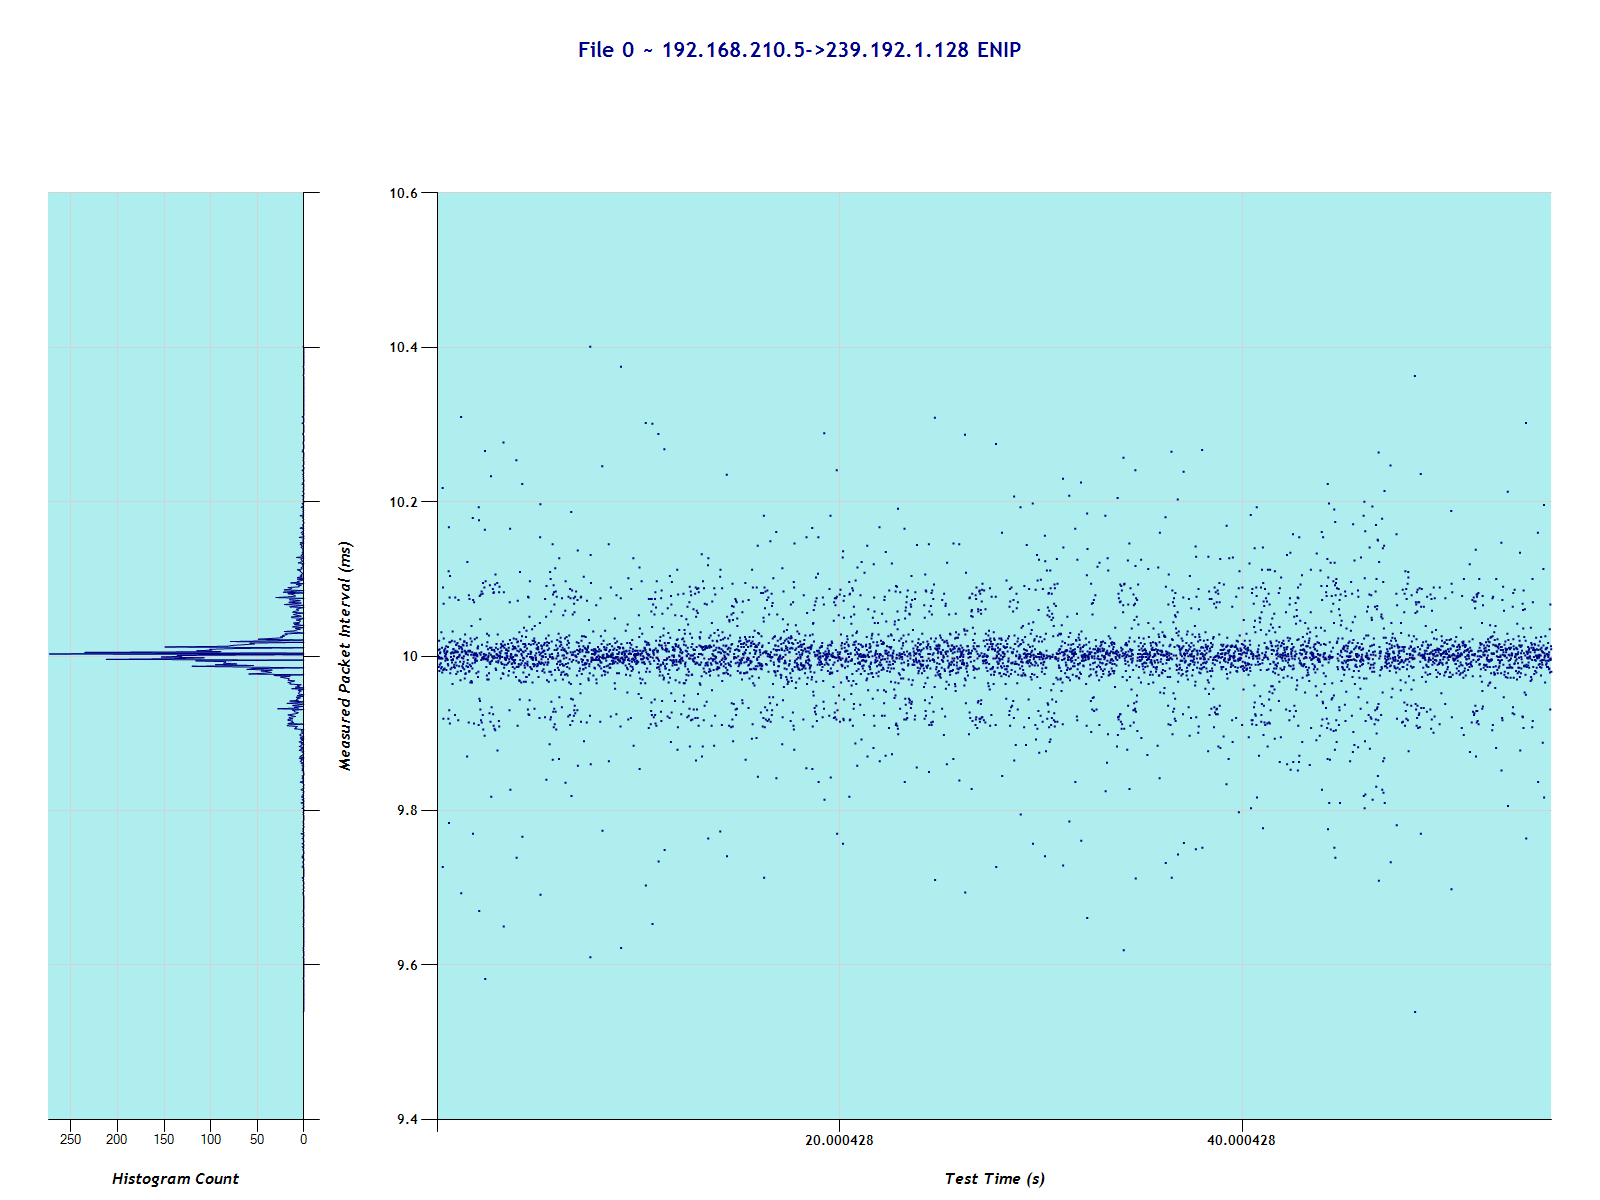 File 0 ~ 192.168.210.5->239.192.1.128 ENIP
10.6
10.4
10.2
10
9.8
9.6
9.4
Measured Packet Interval (ms)
250 200 150 100 50 0
20.000428 40.000428
Histogram Count
Test Time (s)